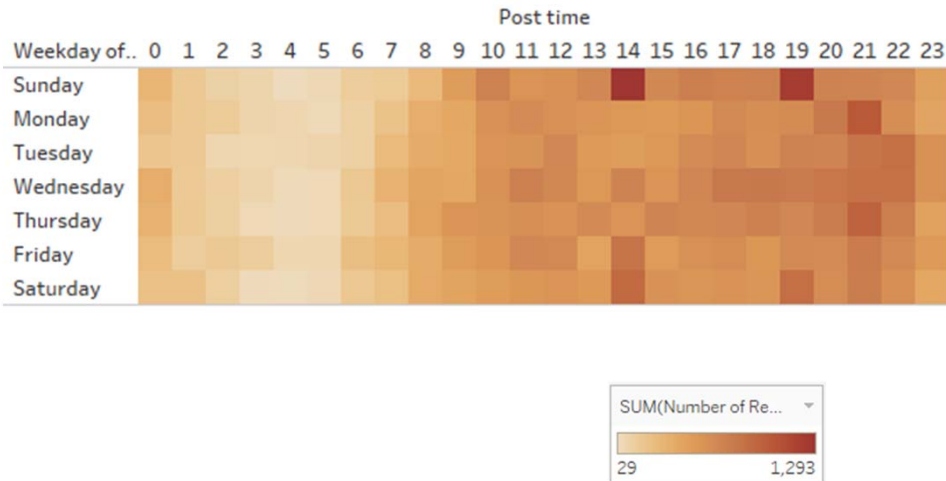 Post time
Weekday of.. 0 1 2 3 4 5 6 7 8 9 10 11 12 13 14 15 16 17 18 19 20 21 22 23
Sunday
Monday
Tuesday
Wednesday
Thursday
Friday
Saturday
SUM(Number of Re...
29 1,293